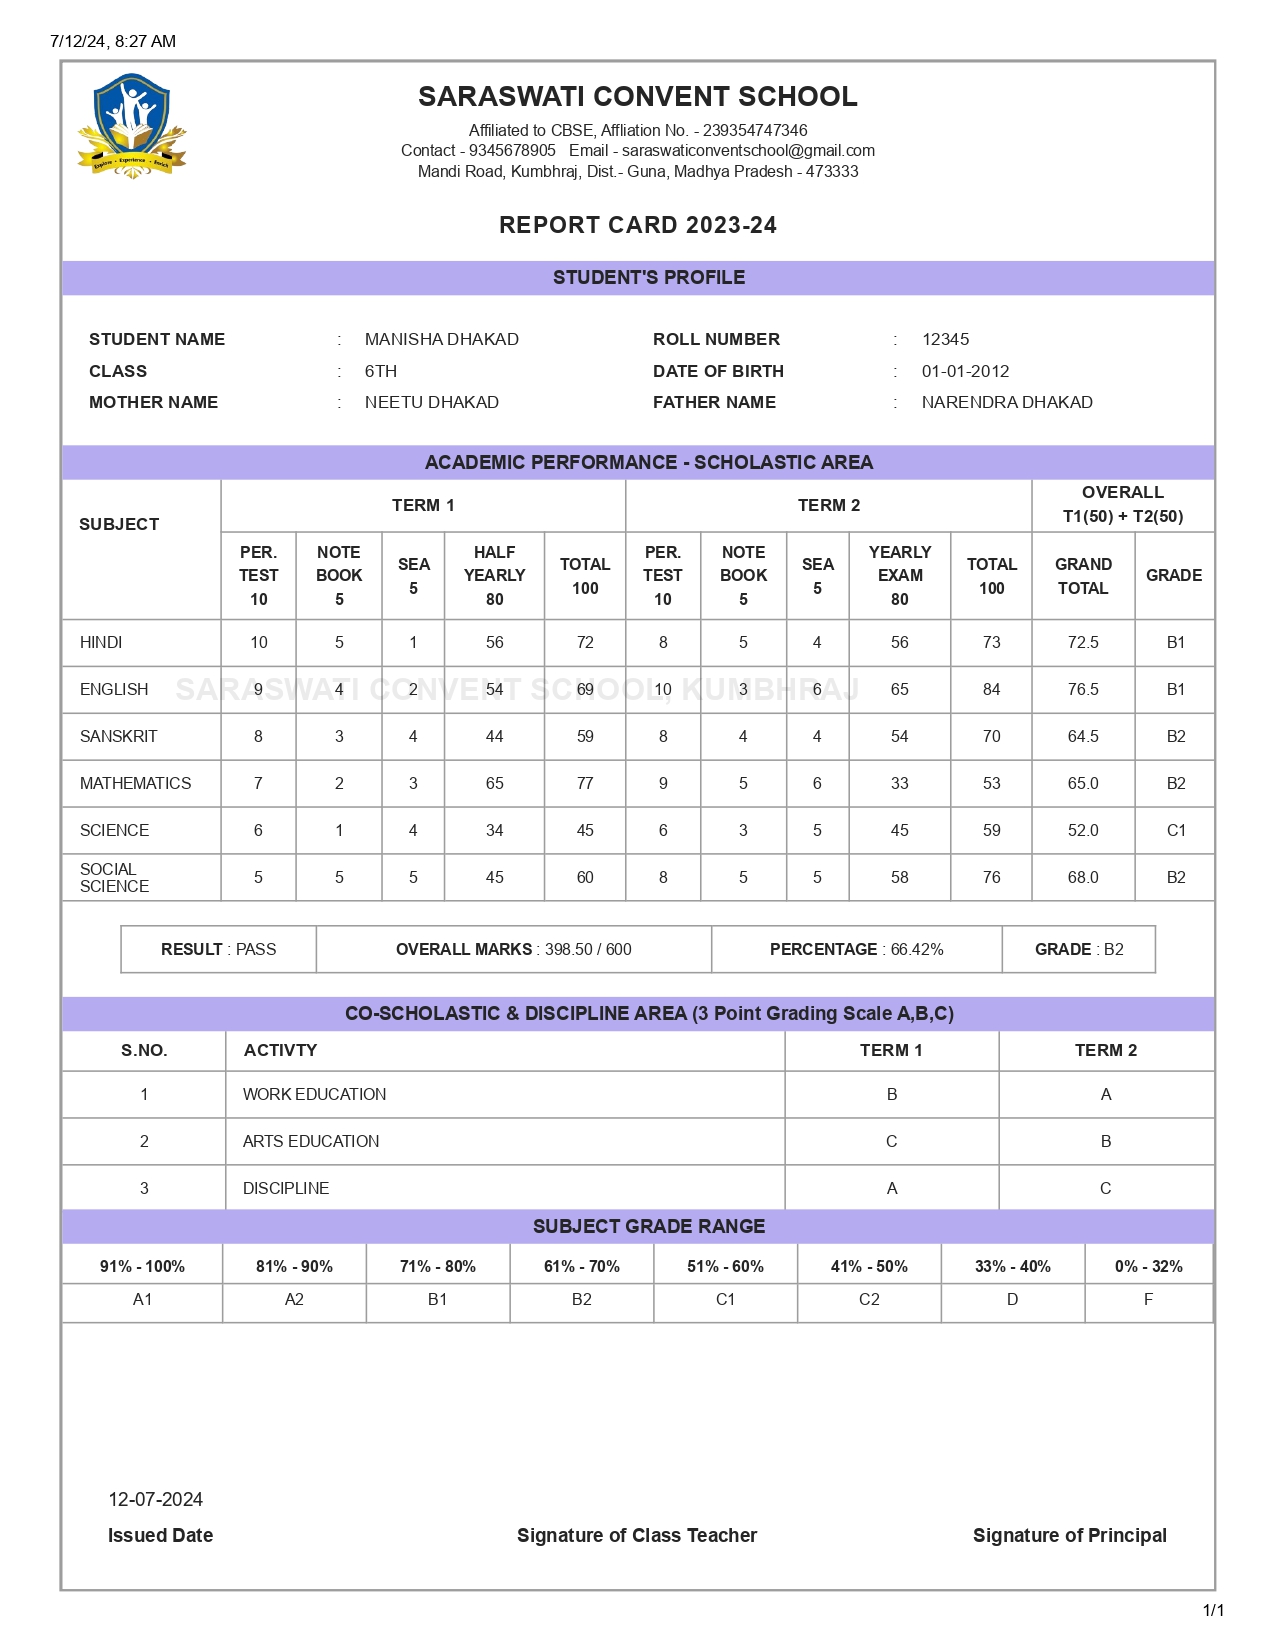 7/12/24, 8:27 AM
Explore • Experience • Enrich
SARASWATI CONVENT SCHOOL
Affiliated to CBSE, Affliation No. - 239354747346
Contact - 9345678905 Email - saraswaticonventschool@gmail.com
Mandi Road, Kumbhraj, Dist.- Guna, Madhya Pradesh - 473333
REPORT CARD 2023-24
STUDENT'S PROFILE
STUDENT NAME : MANISHA DHAKAD ROLL NUMBER : 12345
CLASS : 6TH DATE OF BIRTH : 01-01-2012
MOTHER NAME : NEETU DHAKAD FATHER NAME : NARENDRA DHAKAD
ACADEMIC PERFORMANCE - SCHOLASTIC AREA
SUBJECT TERM 1 TERM 2 OVERALL
T1(50) + T2(50)
PER. NOTE SEA HALF TOTAL PER. NOTE SEA YEARLY TOTAL GRAND GRADE
TEST BOOK 5 YEARLY 100 TEST BOOK 5 EXAM 100 TOTAL
10 5 80 10 5 80
HINDI 10 5 1 56 72 8 5 4 56 73 72.5 B1
ENGLISH 9 4 2 54 69 10 3 6 65 84 76.5 B1
SARASWATI CONVENT SCHOOL, KUMBHRAJ
SANSKRIT 8 3 4 44 59 8 4 4 54 70 64.5 B2
MATHEMATICS 7 2 3 65 77 9 5 6 33 53 65.0 B2
SCIENCE 6 1 4 34 45 6 3 5 45 59 52.0 C1
SOCIAL
SCIENCE 5 5 5 45 60 8 5 5 58 76 68.0 B2
RESULT : PASS OVERALL MARKS : 398.50 / 600 PERCENTAGE : 66.42% GRADE : B2
CO-SCHOLASTIC & DISCIPLINE AREA (3 Point Grading Scale A,B,C)
S.NO. ACTIVTY TERM 1 TERM 2
1 WORK EDUCATION B A
2 ARTS EDUCATION C B
3 DISCIPLINE A C
SUBJECT GRADE RANGE
91% - 100% 81% - 90% 71% - 80% 61% - 70% 51% - 60% 41% - 50% 33% - 40% 0% - 32%
A1 A2 B1 B2 C1 C2 D F
12-07-2024
Issued Date Signature of Class Teacher Signature of Principal
1/1